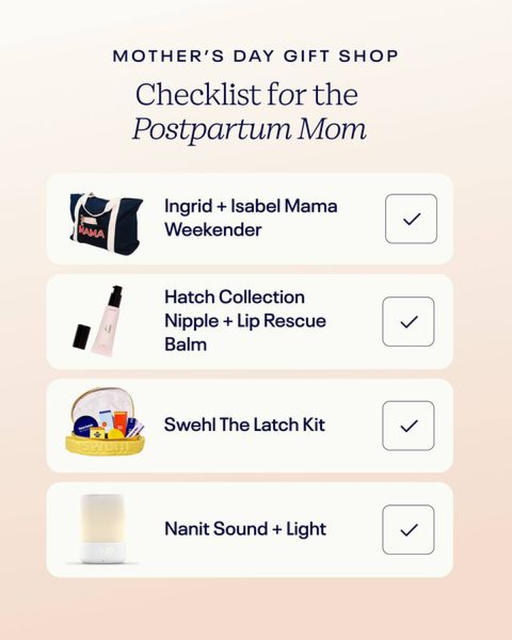 MOTHER'S DAY GIFT SHOP
Checklist for the
Postpartum Mom
Ingrid + Isabel Mama
Weekender
MAMA
Hatch Collection
Nipple + Lip Rescue
Balm
Swehl The Latch Kit
SWEHL
Nanit Sound + Light